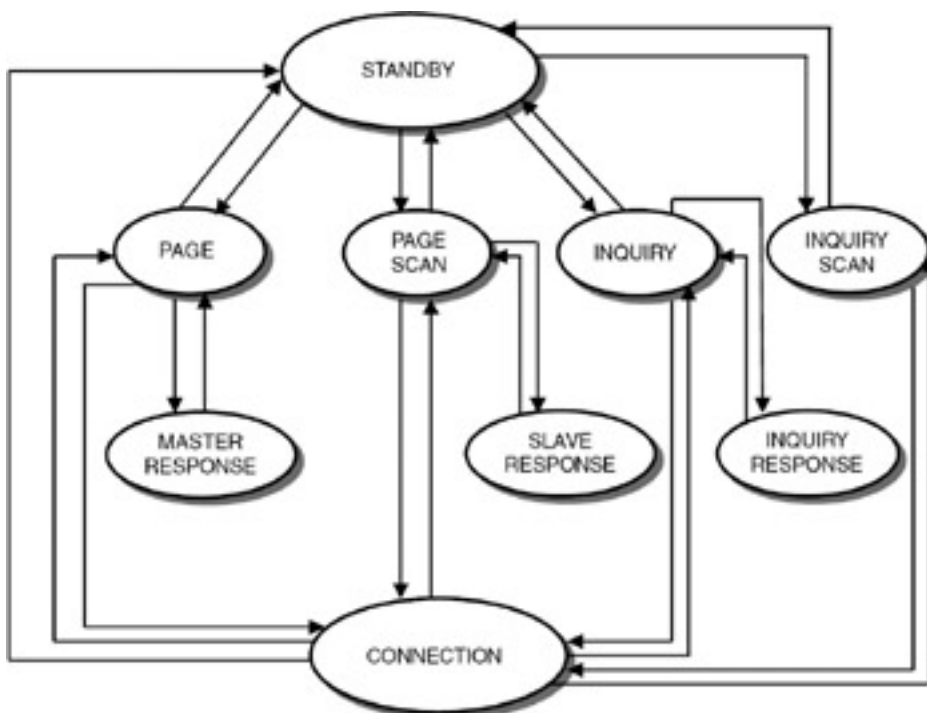 STANDBY
PAGE
PAGE
SCAN
INQUIRY
INQUIRY
SCAN
MASTER
RESPONSE
SLAVE
RESPONSE
INQUIRY
RESPONSE
CONNECTION